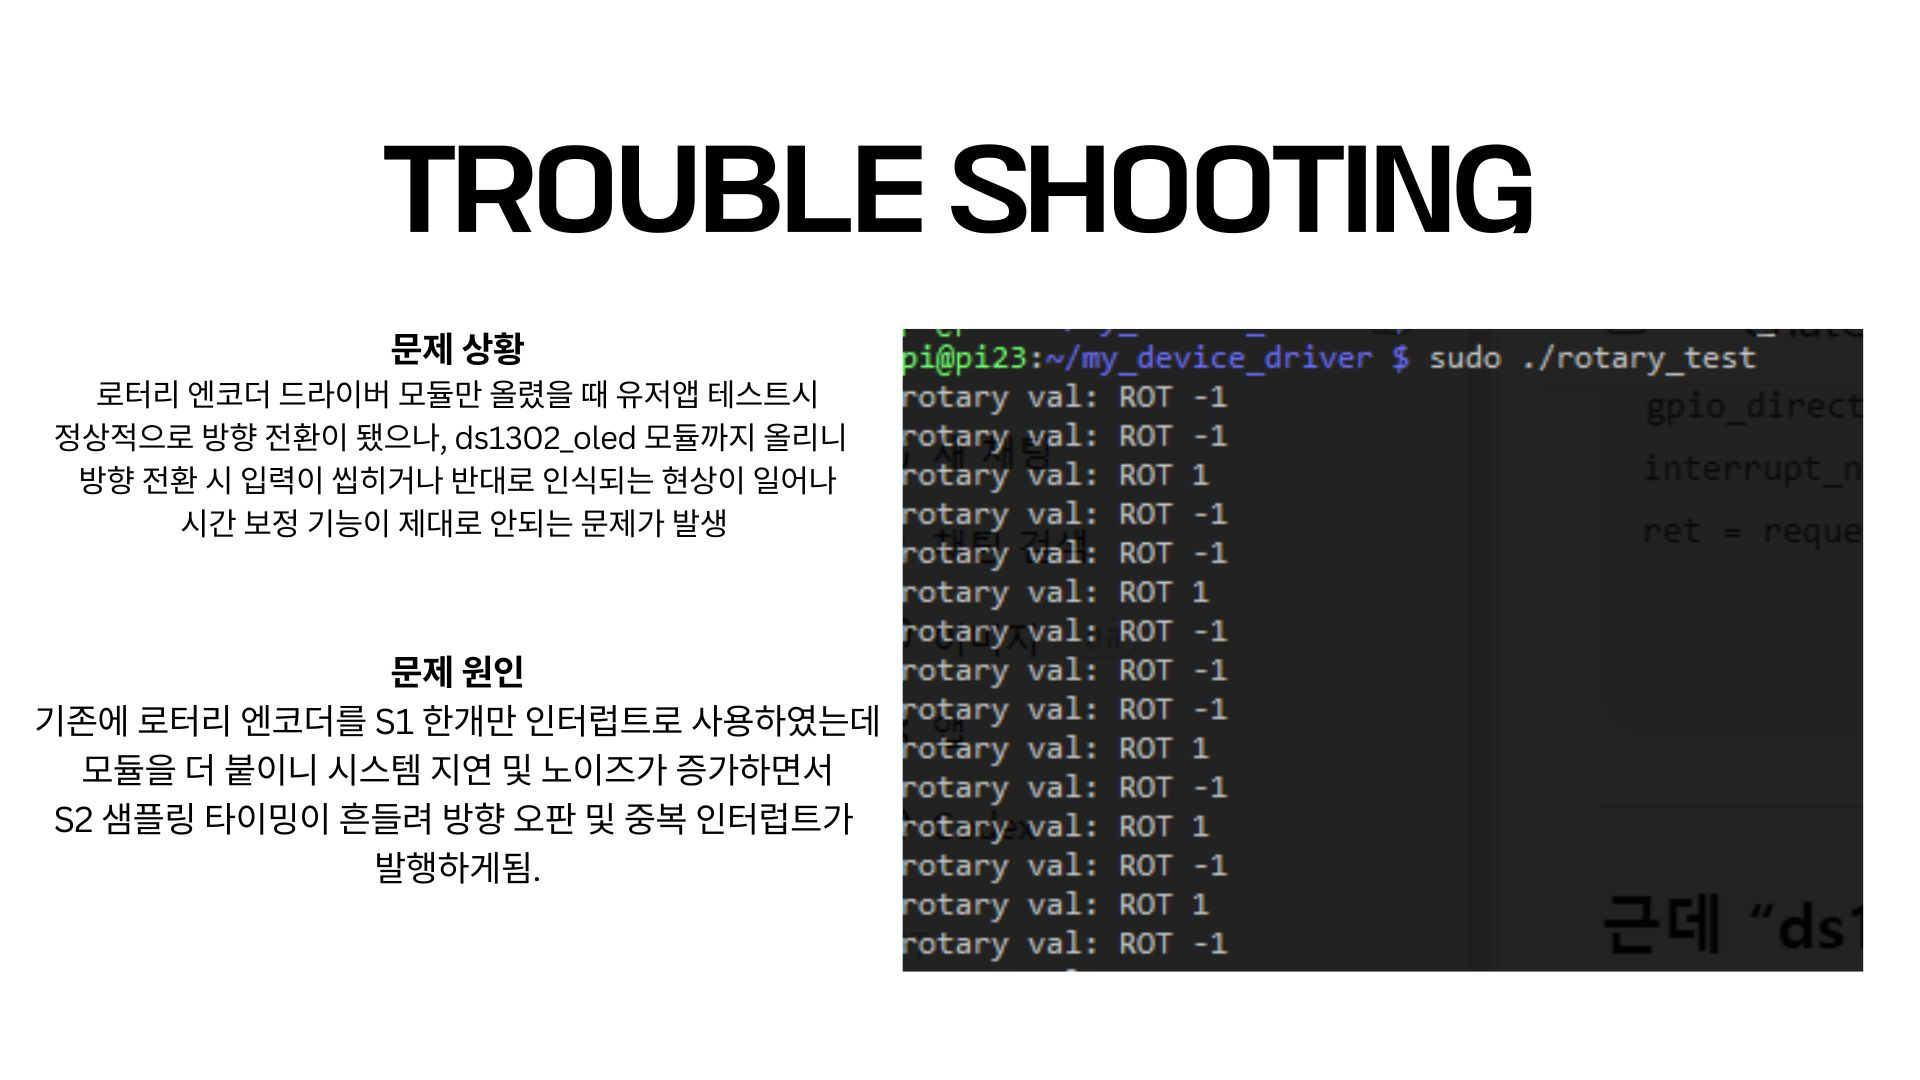 TROUBLE SHOOTING
문제 상황
로터리 엔코더 드라이버 모듈만 올렸을 때 유저앱 테스트시
정상적으로 방향 전환이 됐으나, ds1302_oled 모듈까지 올리니
방향 전환 시 입력이 씹히거나 반대로 인식되는 현상이 일어나
시간 보정 기능이 제대로 안되는 문제가 발생
문제 원인
기존에 로터리 엔코더를 S1 한개만 인터럽트로 사용하였는데
모듈을 더 붙이니 시스템 지연 및 노이즈가 증가하면서
S2 샘플링 타이밍이 흔들려 방향 오판 및 중복 인터럽트가
발행하게됨.
pi@pi23:~/my_device_driver $ sudo ./rotary_test
rotary val: ROT -1
rotary val: ROT -1
rotary val: ROT 1
rotary val: ROT -1
rotary val: ROT -1
rotary val: ROT 1
rotary val: ROT -1
rotary val: ROT -1
rotary val: ROT -1
rotary val: ROT 1
rotary val: ROT -1
rotary val: ROT 1
rotary val: ROT -1
rotary val: ROT 1
rotary val: ROT -1
gpio_direct
interrupt_n
ret = reque
새 채팅
채팅 검색
이미지
앱
근데 “ds1